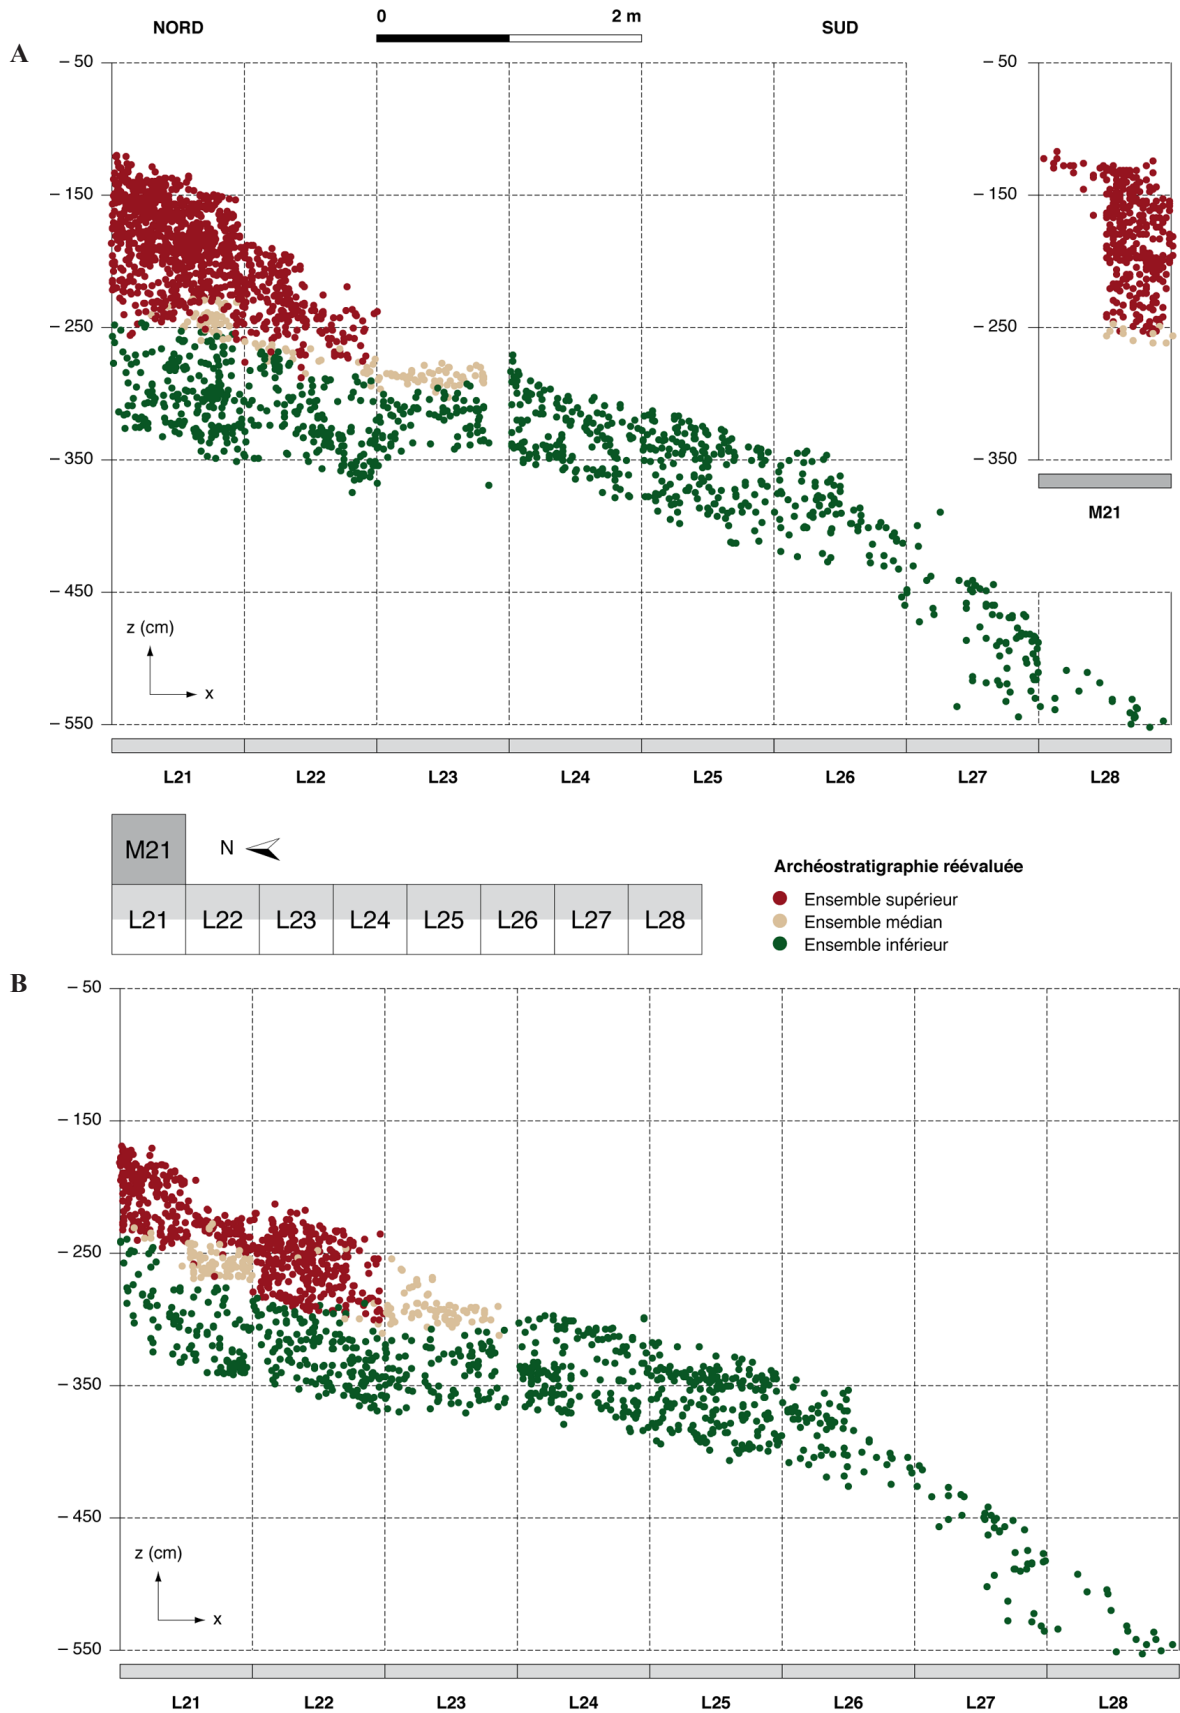 0 2 m
NORD SUD
A
– 50 – 50
– 150 – 150
– 250 – 250
– 350 – 350
M21
– 450
z (cm)
x
– 550
L21 L22 L23 L24 L25 L26 L27 L28
M21 N
L21 L22 L23 L24 L25 L26 L27 L28
Archéostratigraphie réévaluée
Ensemble supérieur
Ensemble médian
Ensemble inférieur
B
– 50
– 150
– 250
– 350
– 450
z (cm)
x
– 550
L21 L22 L23 L24 L25 L26 L27 L28